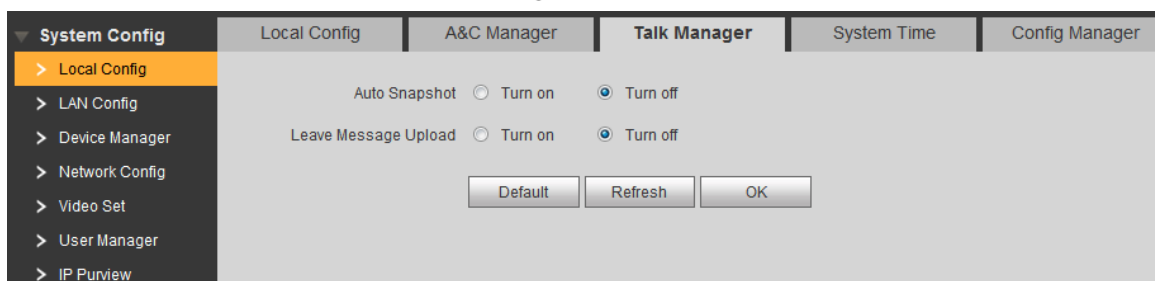 System Config
Local Config
LAN Config
Device Manager
Network Config
Video Set
User Manager
IP Purview
Local Config A&C Manager Talk Manager System Time Config Manager
Auto Snapshot Turn on Turn off
Leave Message Upload Turn on Turn off
Default Refresh OK